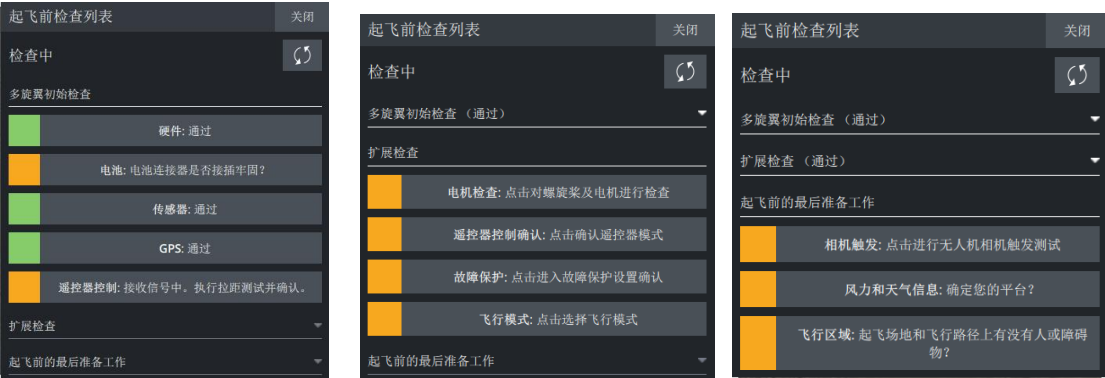 起飞前检查列表 关闭
检查中
多旋翼初始检查
硬件: 通过
电池: 电池连接器是否接插牢固?
传感器: 通过
GPS: 通过
遥控器控制: 接收信号中。执行拉距测试并确认。
扩展检查
起飞前的最后准备工作
起飞前检查列表 关闭
检查中
多旋翼初始检查 (通过)
扩展检查
电机检查: 点击对螺旋桨及电机进行检查
遥控器控制确认: 点击确认遥控器模式
故障保护: 点击进入故障保护设置确认
飞行模式: 点击选择飞行模式
起飞前的最后准备工作
起飞前检查列表 关闭
检查中
多旋翼初始检查 (通过)
扩展检查 (通过)
起飞前的最后准备工作
相机触发: 点击进行无人机相机触发测试
风力和天气信息: 确定您的平台?
飞行区域: 起飞场地和飞行路径上有没有人或障碍
物?